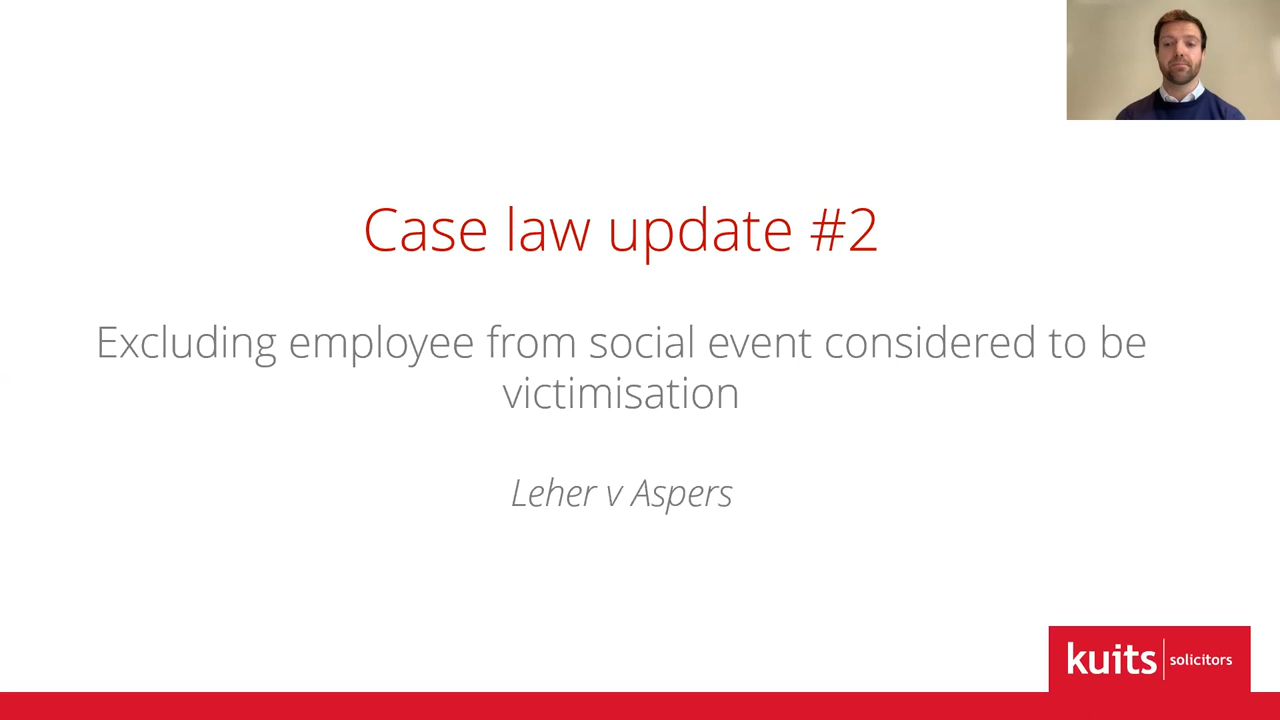 Case law update #2
Excluding employee from social event considered to be
victimisation
Leher v Aspers
kuits solicitors